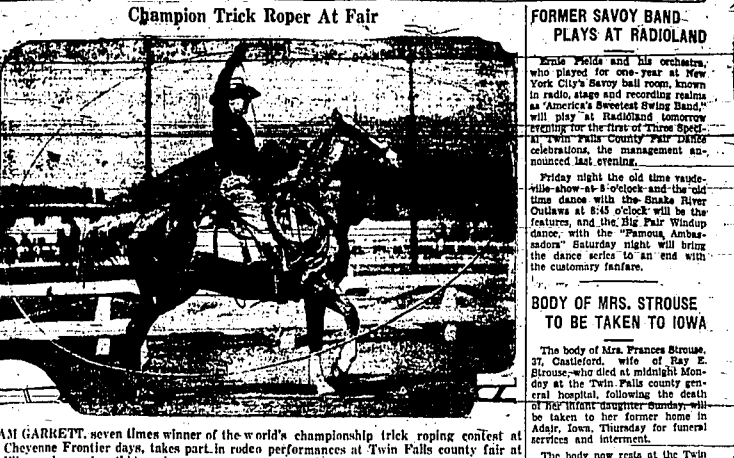 Champion Trick Roper At Fair
AM GARRETT, seven times winner of the world's championship trick roping contest at
Cheyenne Frontier days, takes part in rodeo performances at Twin Falls county fair at
FORMER SAVOY BAND
PLAYS AT RADIOLAND
Ernie Fields and his orchestra,
who played for one year at New
York City's Savoy ball room, known
in radio, stage and recording realms
as "America's Sweetest Swing Band,"
will play at Radioland tomorrow
evening for the first of Three Speci-
al Twin Falls County Fair Dance
celebrations, the management an-
nounced last evening.
Friday night the old time vaude-
ville show at 8 o'clock and the old
time dance with the Snake River
Outlaws at 8:45 o'clock will be the
features, and the Big Fair Windup
dance, with the "Famous Ambas-
sadors" Saturday night will bring
the dance series to an end with
the customary fanfare.
BODY OF MRS. STROUSE
TO BE TAKEN TO IOWA
The body of Mrs. Frances Strouse,
37, Castleford, wife of Ray E.
Strouse, who died at midnight Mon-
day at the Twin Falls county gen-
eral hospital, following the death
of her infant daughter Sunday, will
be taken to her former home in
Adair, Iowa, Thursday for funeral
services and interment.
The body now rests at the Twin